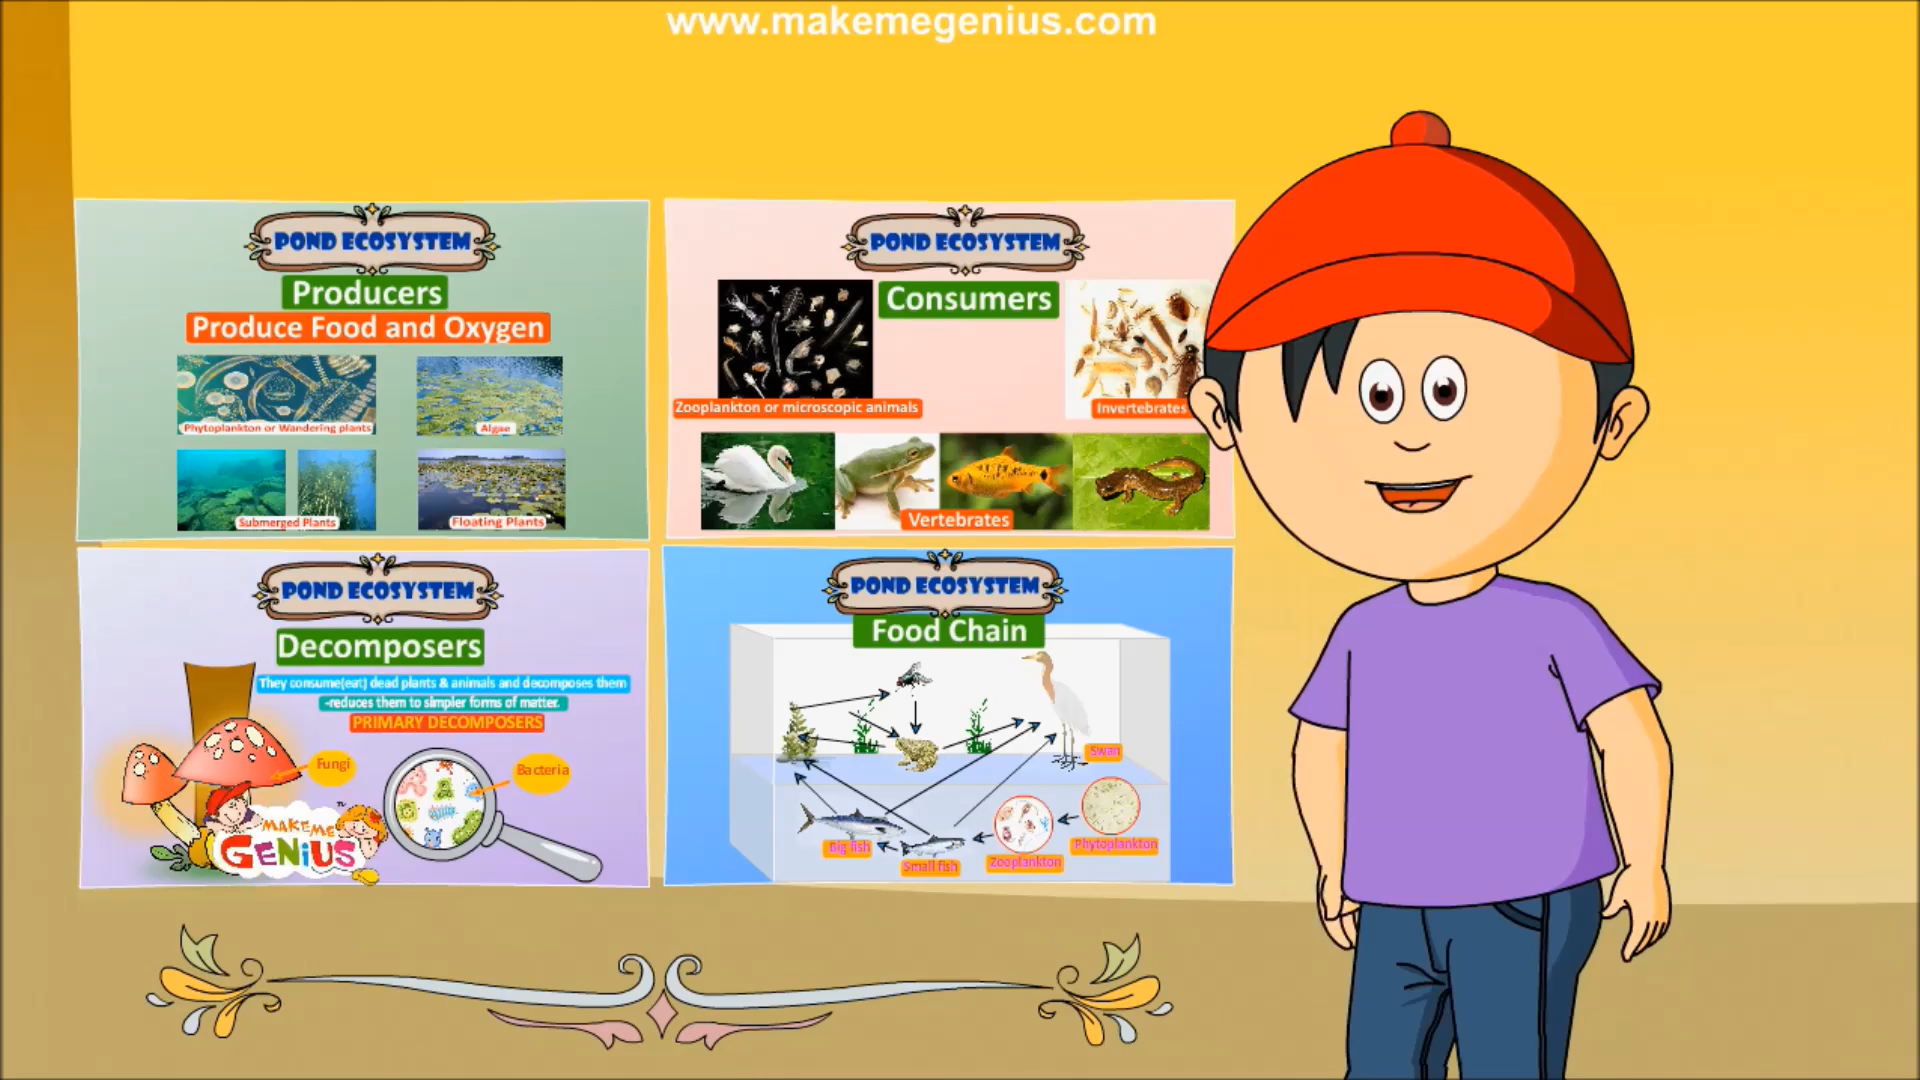 www.makemegenius.com
POND ECOSYSTEM
Producers
Produce Food and Oxygen
Phytoplankton or Wandering plants
Algae
Submerged Plants
Floating Plants
POND ECOSYSTEM
Consumers
Zooplankton or microscopic animals
Invertebrates
Vertebrates
POND ECOSYSTEM
Decomposers
They consume(eat) dead plants & animals and decomposes them
-reduces them to simpler forms of matter.
PRIMARY DECOMPOSERS
Fungi
Bacteria
MAKE ME
GENiUS
POND ECOSYSTEM
Food Chain
Swan
Big fish
Small fish
Zooplankton
Phytoplankton